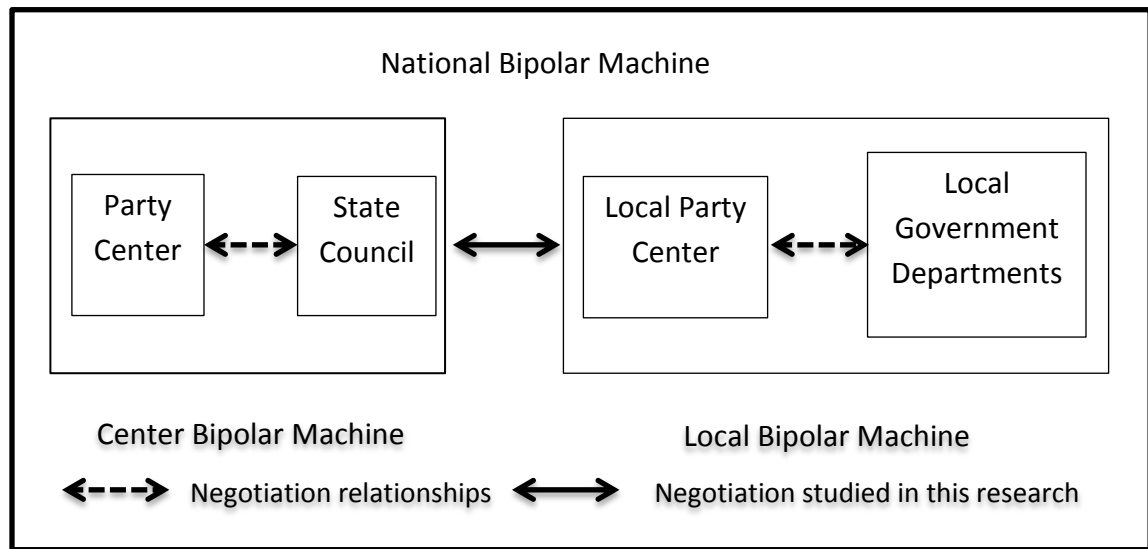 National Bipolar Machine
Party
Center
State
Council
Local Party
Center
Local
Government
Departments
Center Bipolar Machine
Local Bipolar Machine
Negotiation relationships
Negotiation studied in this research